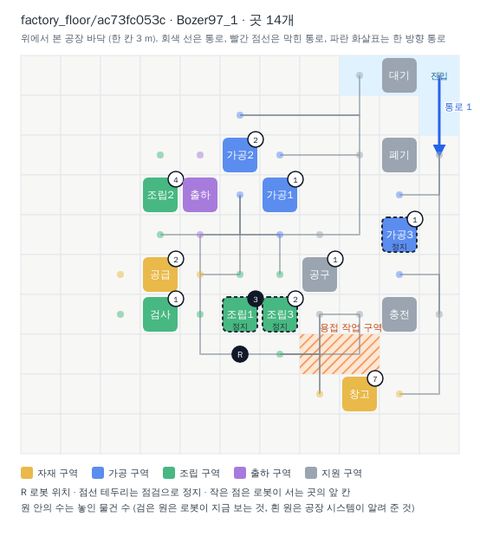 factory_floor/ac73fc053c · Bozer97_1 · 곳 14개
위에서 본 공장 바닥 (한 칸 3 m). 회색 선은 통로, 빨간 점선은 막힌 통로, 파란 화살표는 한 방향 통로
대기
전입
통로 1
2
가공2
폐기
4
1
조립2
출하
가공1
1
가공3
정지
2
1
공급
공구
1
3
2
검사
조립1
정지
조립3
정지
충전
용접 작업 구역
R
7
창고
자재 구역
가공 구역
조립 구역
출하 구역
지원 구역
R 로봇 위치 · 점선 테두리는 점검으로 정지 · 작은 점은 로봇이 서는 곳의 앞 칸
원 안의 수는 놓인 물건 수 (검은 원은 로봇이 지금 보는 것, 흰 원은 공장 시스템이 알려 준 것)